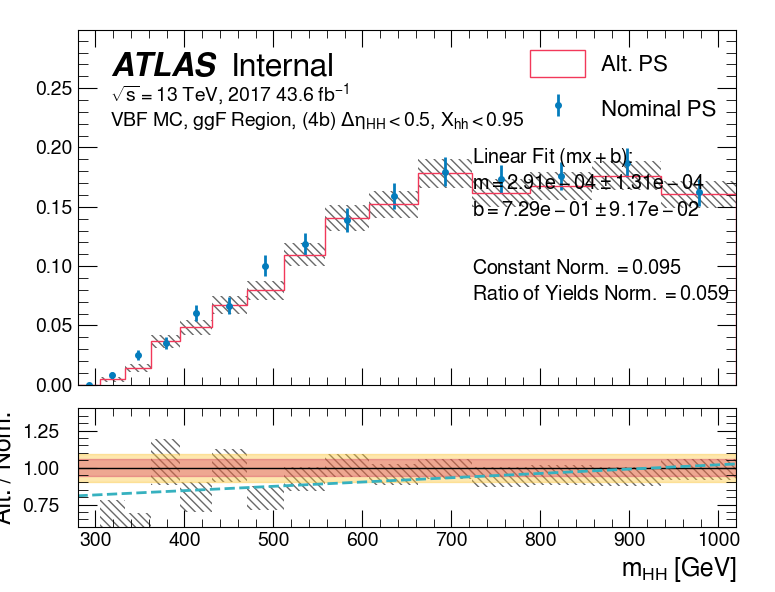 ATLAS Internal
√s = 13 TeV, 2017 43.6 fb⁻¹
VBF MC, ggF Region, (4b) Δη_HH < 0.5, X_hh < 0.95
Alt. PS
Nominal PS
Linear Fit (mx + b):
m = 2.91e − 04 ± 1.31e − 04
b = 7.29e − 01 ± 9.17e − 02
Constant Norm. = 0.095
Ratio of Yields Norm. = 0.059
0.25
0.20
0.15
0.10
0.05
0.00
Alt. / Nom.
1.25
1.00
0.75
300 400 500 600 700 800 900 1000
m_HH [GeV]